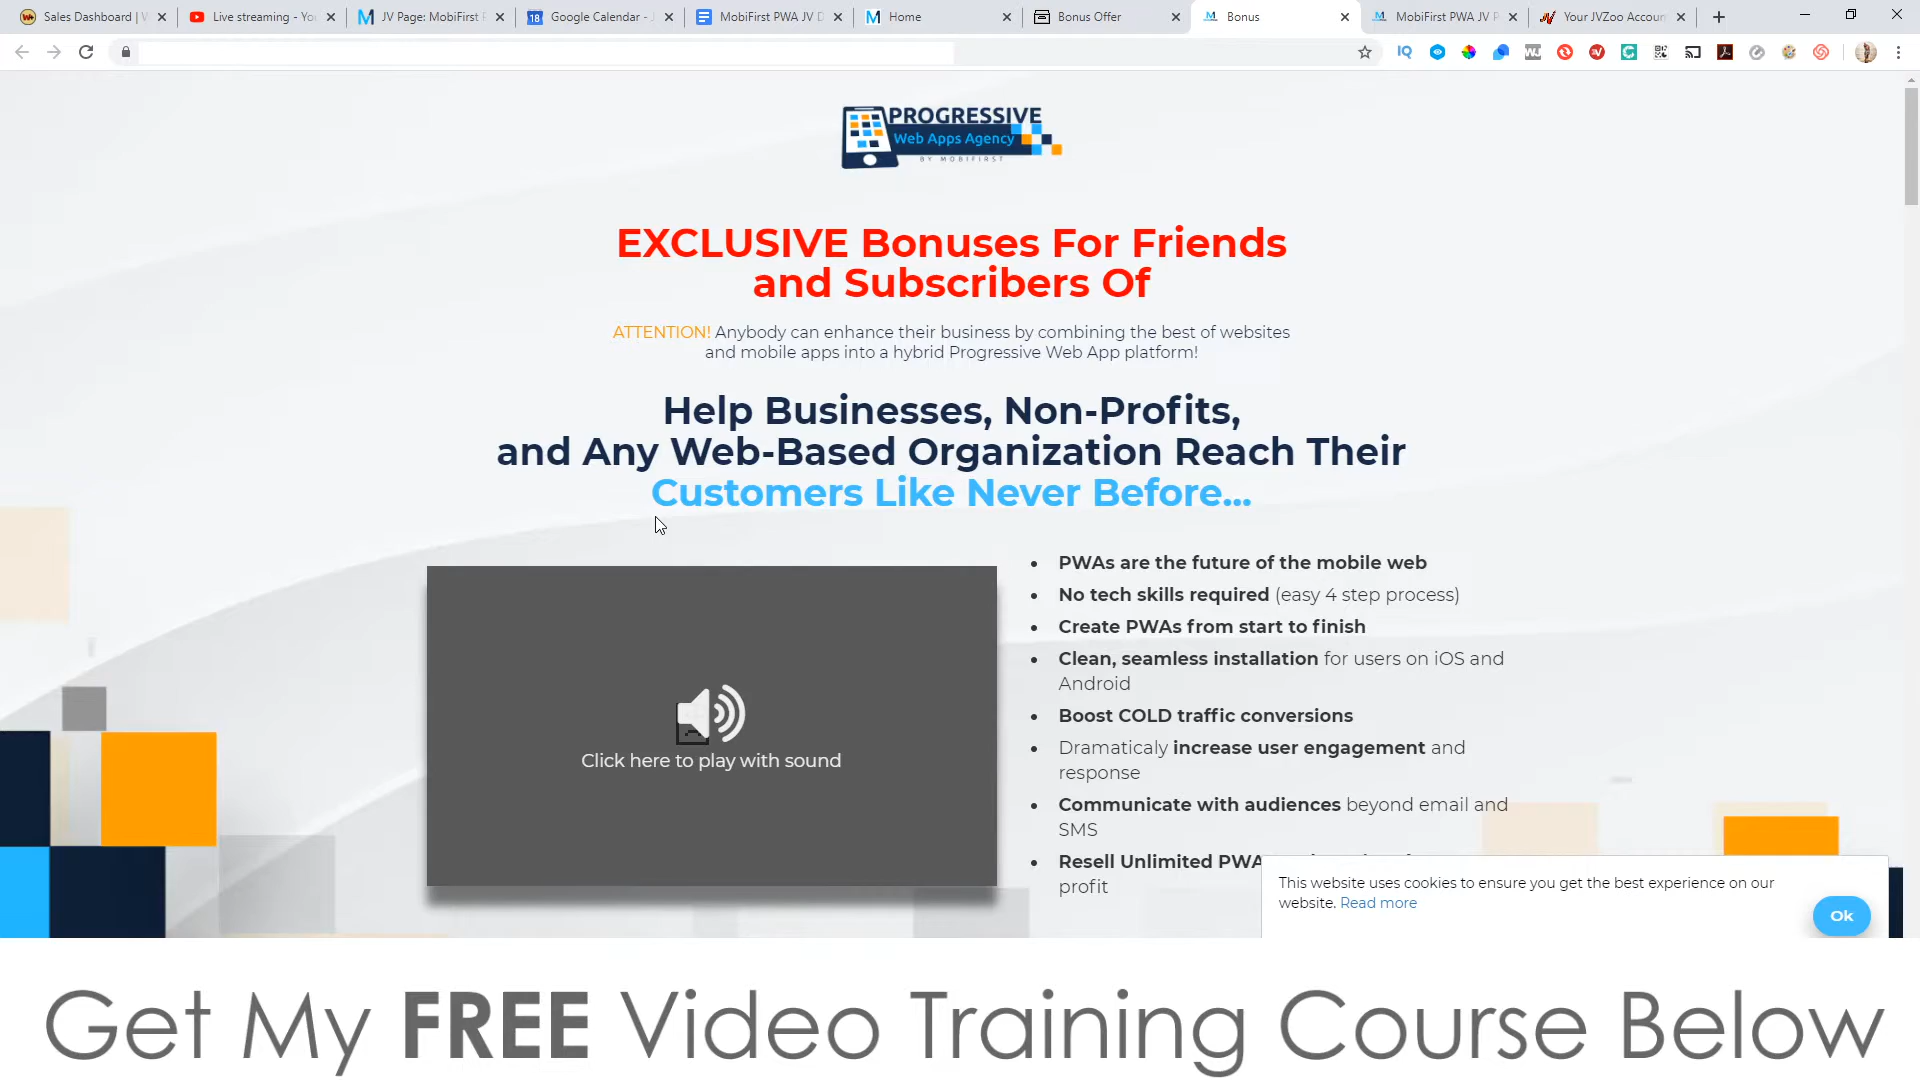 Sales Dashboard | W
Live streaming - Yo
JV Page: MobiFirst P
18
Google Calendar - J
MobiFirst PWA JV D
Home
Bonus Offer
Bonus
MobiFirst PWA JV P
Your JVZoo Accoun
PROGRESSIVE
Web Apps Agency
BY MOBIFIRST
EXCLUSIVE Bonuses For Friends
and Subscribers Of
ATTENTION! Anybody can enhance their business by combining the best of websites
and mobile apps into a hybrid Progressive Web App platform!
Help Businesses, Non-Profits,
and Any Web-Based Organization Reach Their
Customers Like Never Before...
Click here to play with sound
PWAs are the future of the mobile web
No tech skills required (easy 4 step process)
Create PWAs from start to finish
Clean, seamless installation for users on iOS and
Android
Boost COLD traffic conversions
Dramaticaly increase user engagement and
response
Communicate with audiences beyond email and
SMS
Resell Unlimited PWA
profit
This website uses cookies to ensure you get the best experience on our
website. Read more
Ok
Get My FREE Video Training Course Below